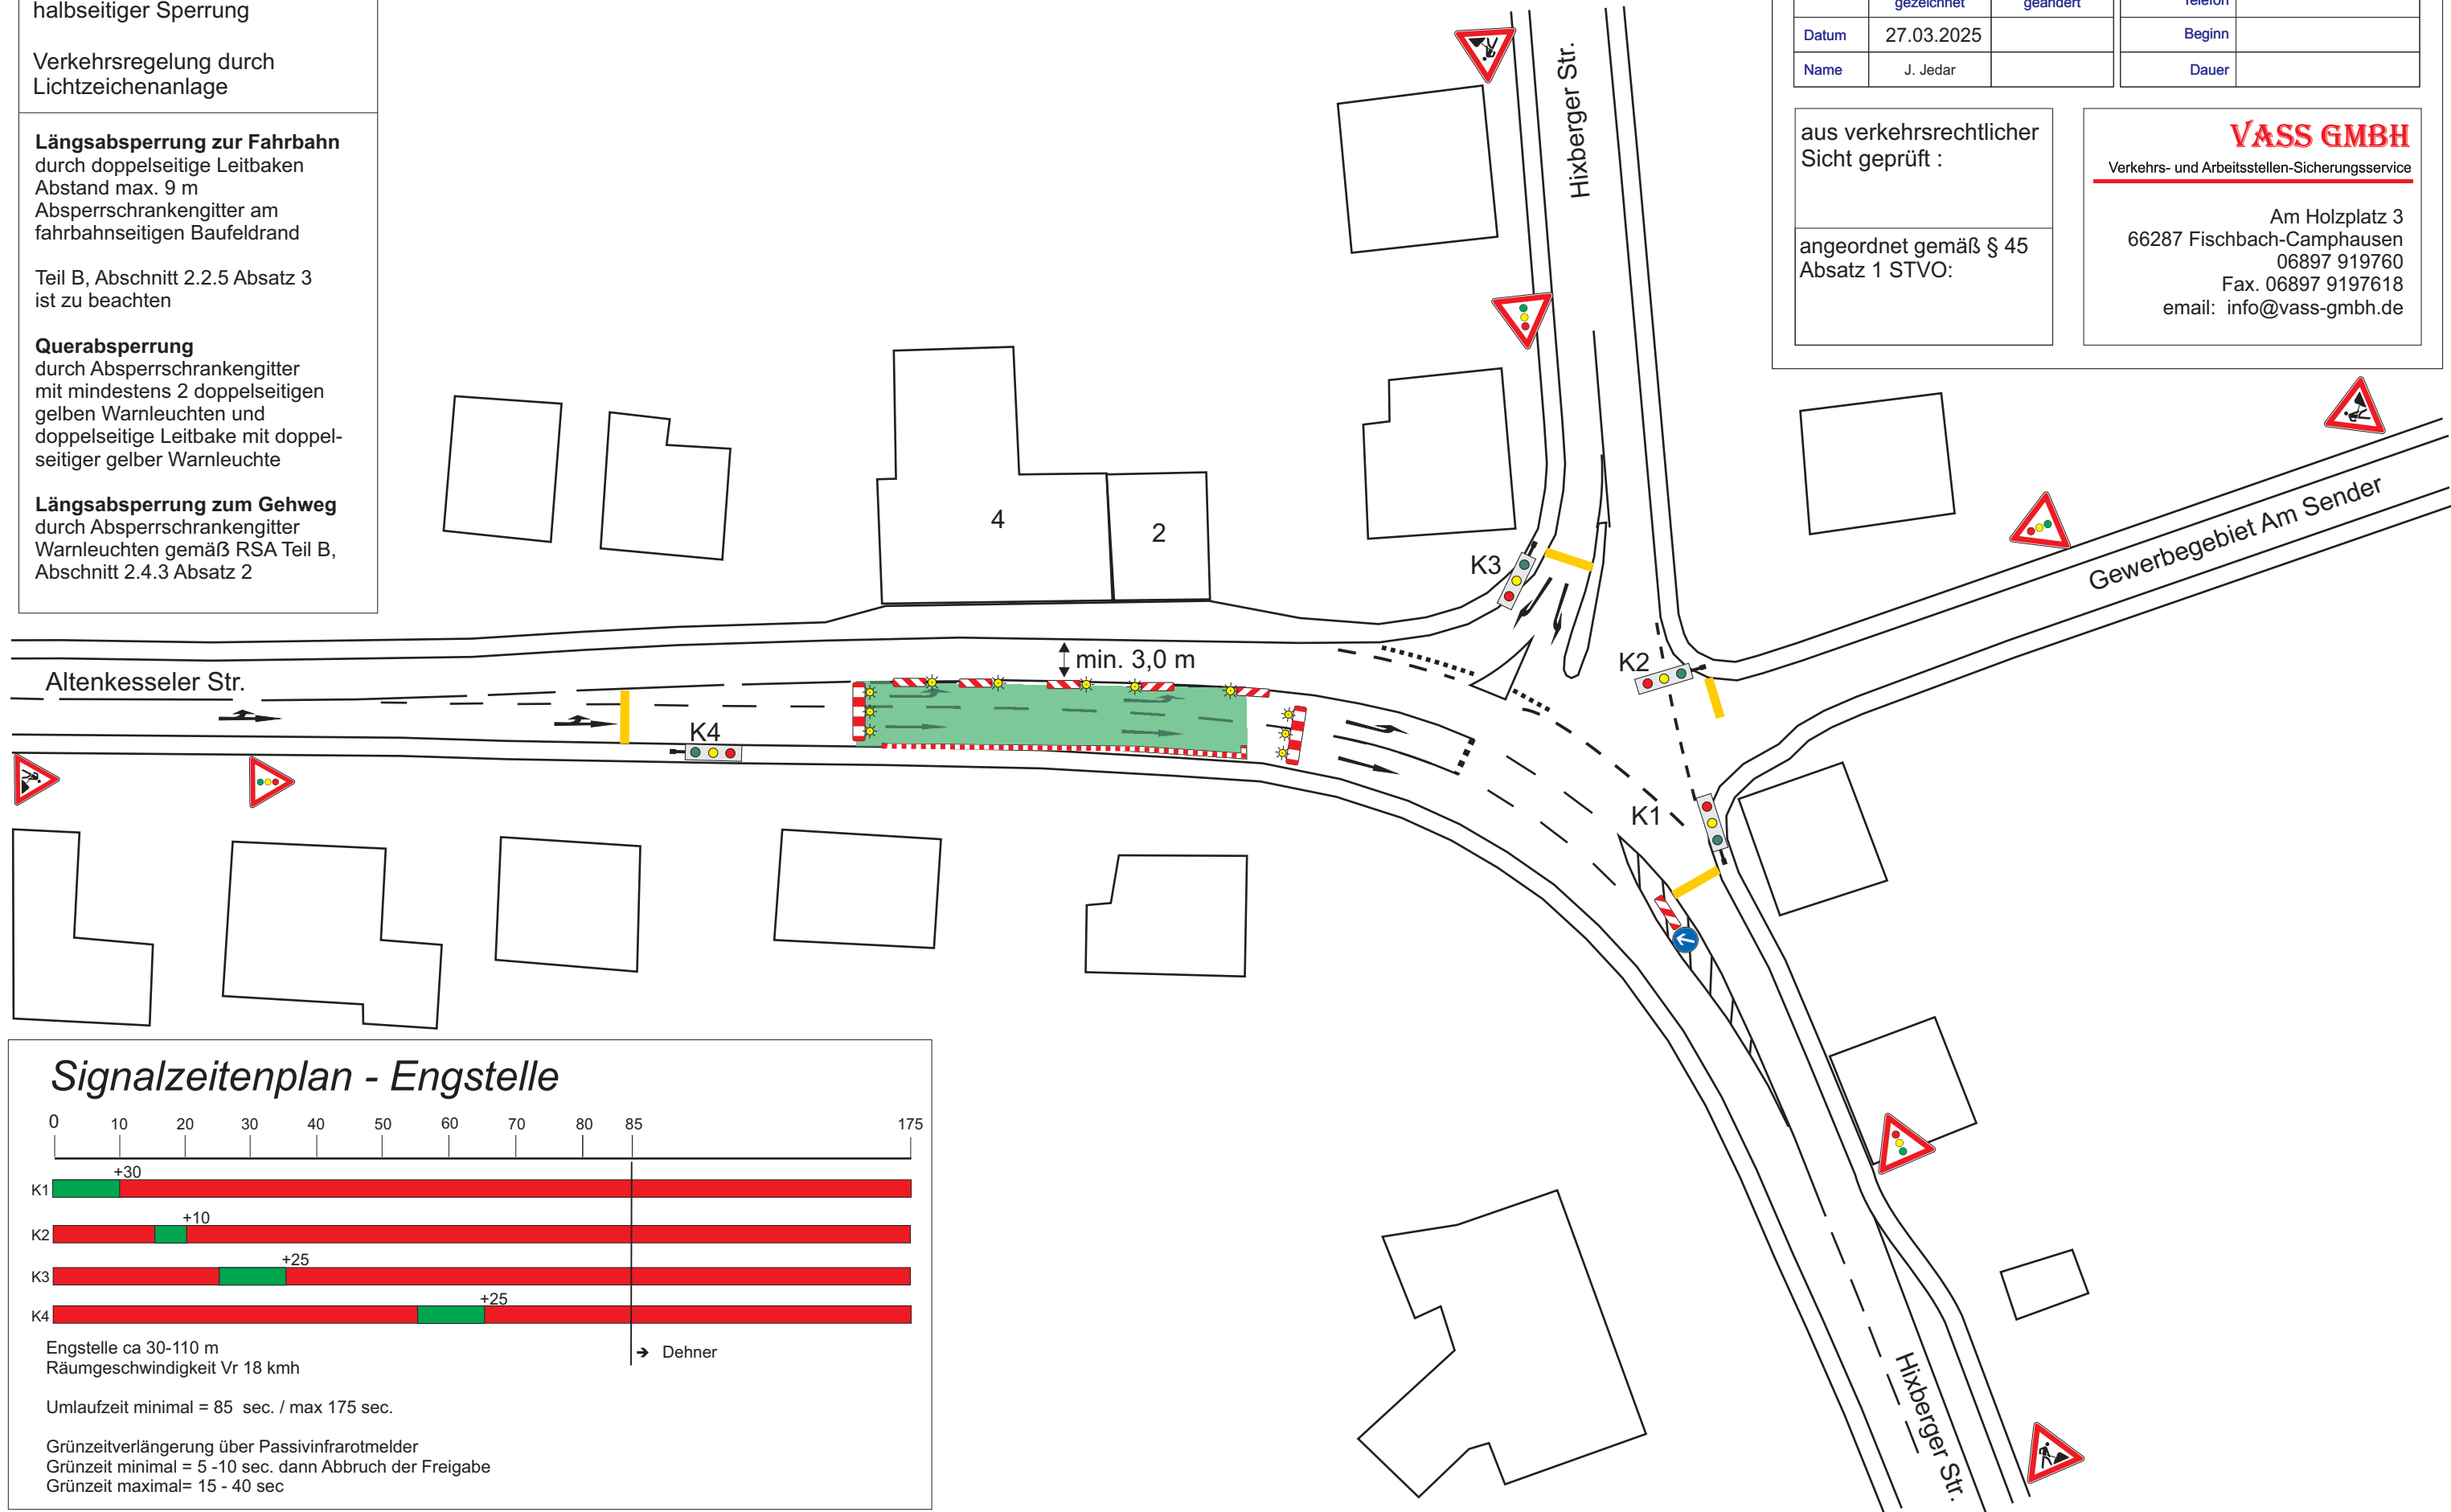 halbseitiger Sperrung
Verkehrsregelung durch
Lichtzeichenanlage
Längsabsperrung zur Fahrbahn
durch doppelseitige Leitbaken
Abstand max. 9 m
Absperrschrankengitter am
fahrbahnseitigen Baufeldrand
Teil B, Abschnitt 2.2.5 Absatz 3
ist zu beachten
Querabsperrung
durch Absperrschrankengitter
mit mindestens 2 doppelseitigen
gelben Warnleuchten und
doppelseitige Leitbake mit doppel-
seitiger gelber Warnleuchte
Längsabsperrung zum Gehweg
durch Absperrschrankengitter
Warnleuchten gemäß RSA Teil B,
Abschnitt 2.4.3 Absatz 2
gezeichnet geändert Telefon
Datum 27.03.2025 Beginn
Name J. Jedar Dauer
aus verkehrsrechtlicher
Sicht geprüft :
angeordnet gemäß § 45
Absatz 1 STVO:
VASS GMBH
Verkehrs- und Arbeitsstellen-Sicherungsservice
Am Holzplatz 3
66287 Fischbach-Camphausen
06897 919760
Fax. 06897 9197618
email: info@vass-gmbh.de
Hixberger Str.
4
2
K3
Gewerbegebiet Am Sender
K2
min. 3,0 m
Altenkesseler Str.
K4
K1
Hixberger Str.
Signalzeitenplan - Engstelle
0 10 20 30 40 50 60 70 80 85 175
+30
K1
+10
K2
+25
K3
+25
K4
Engstelle ca 30-110 m
Räumgeschwindigkeit Vr 18 kmh
➔ Dehner
Umlaufzeit minimal = 85 sec. / max 175 sec.
Grünzeitverlängerung über Passivinfrarotmelder
Grünzeit minimal = 5 -10 sec. dann Abbruch der Freigabe
Grünzeit maximal= 15 - 40 sec